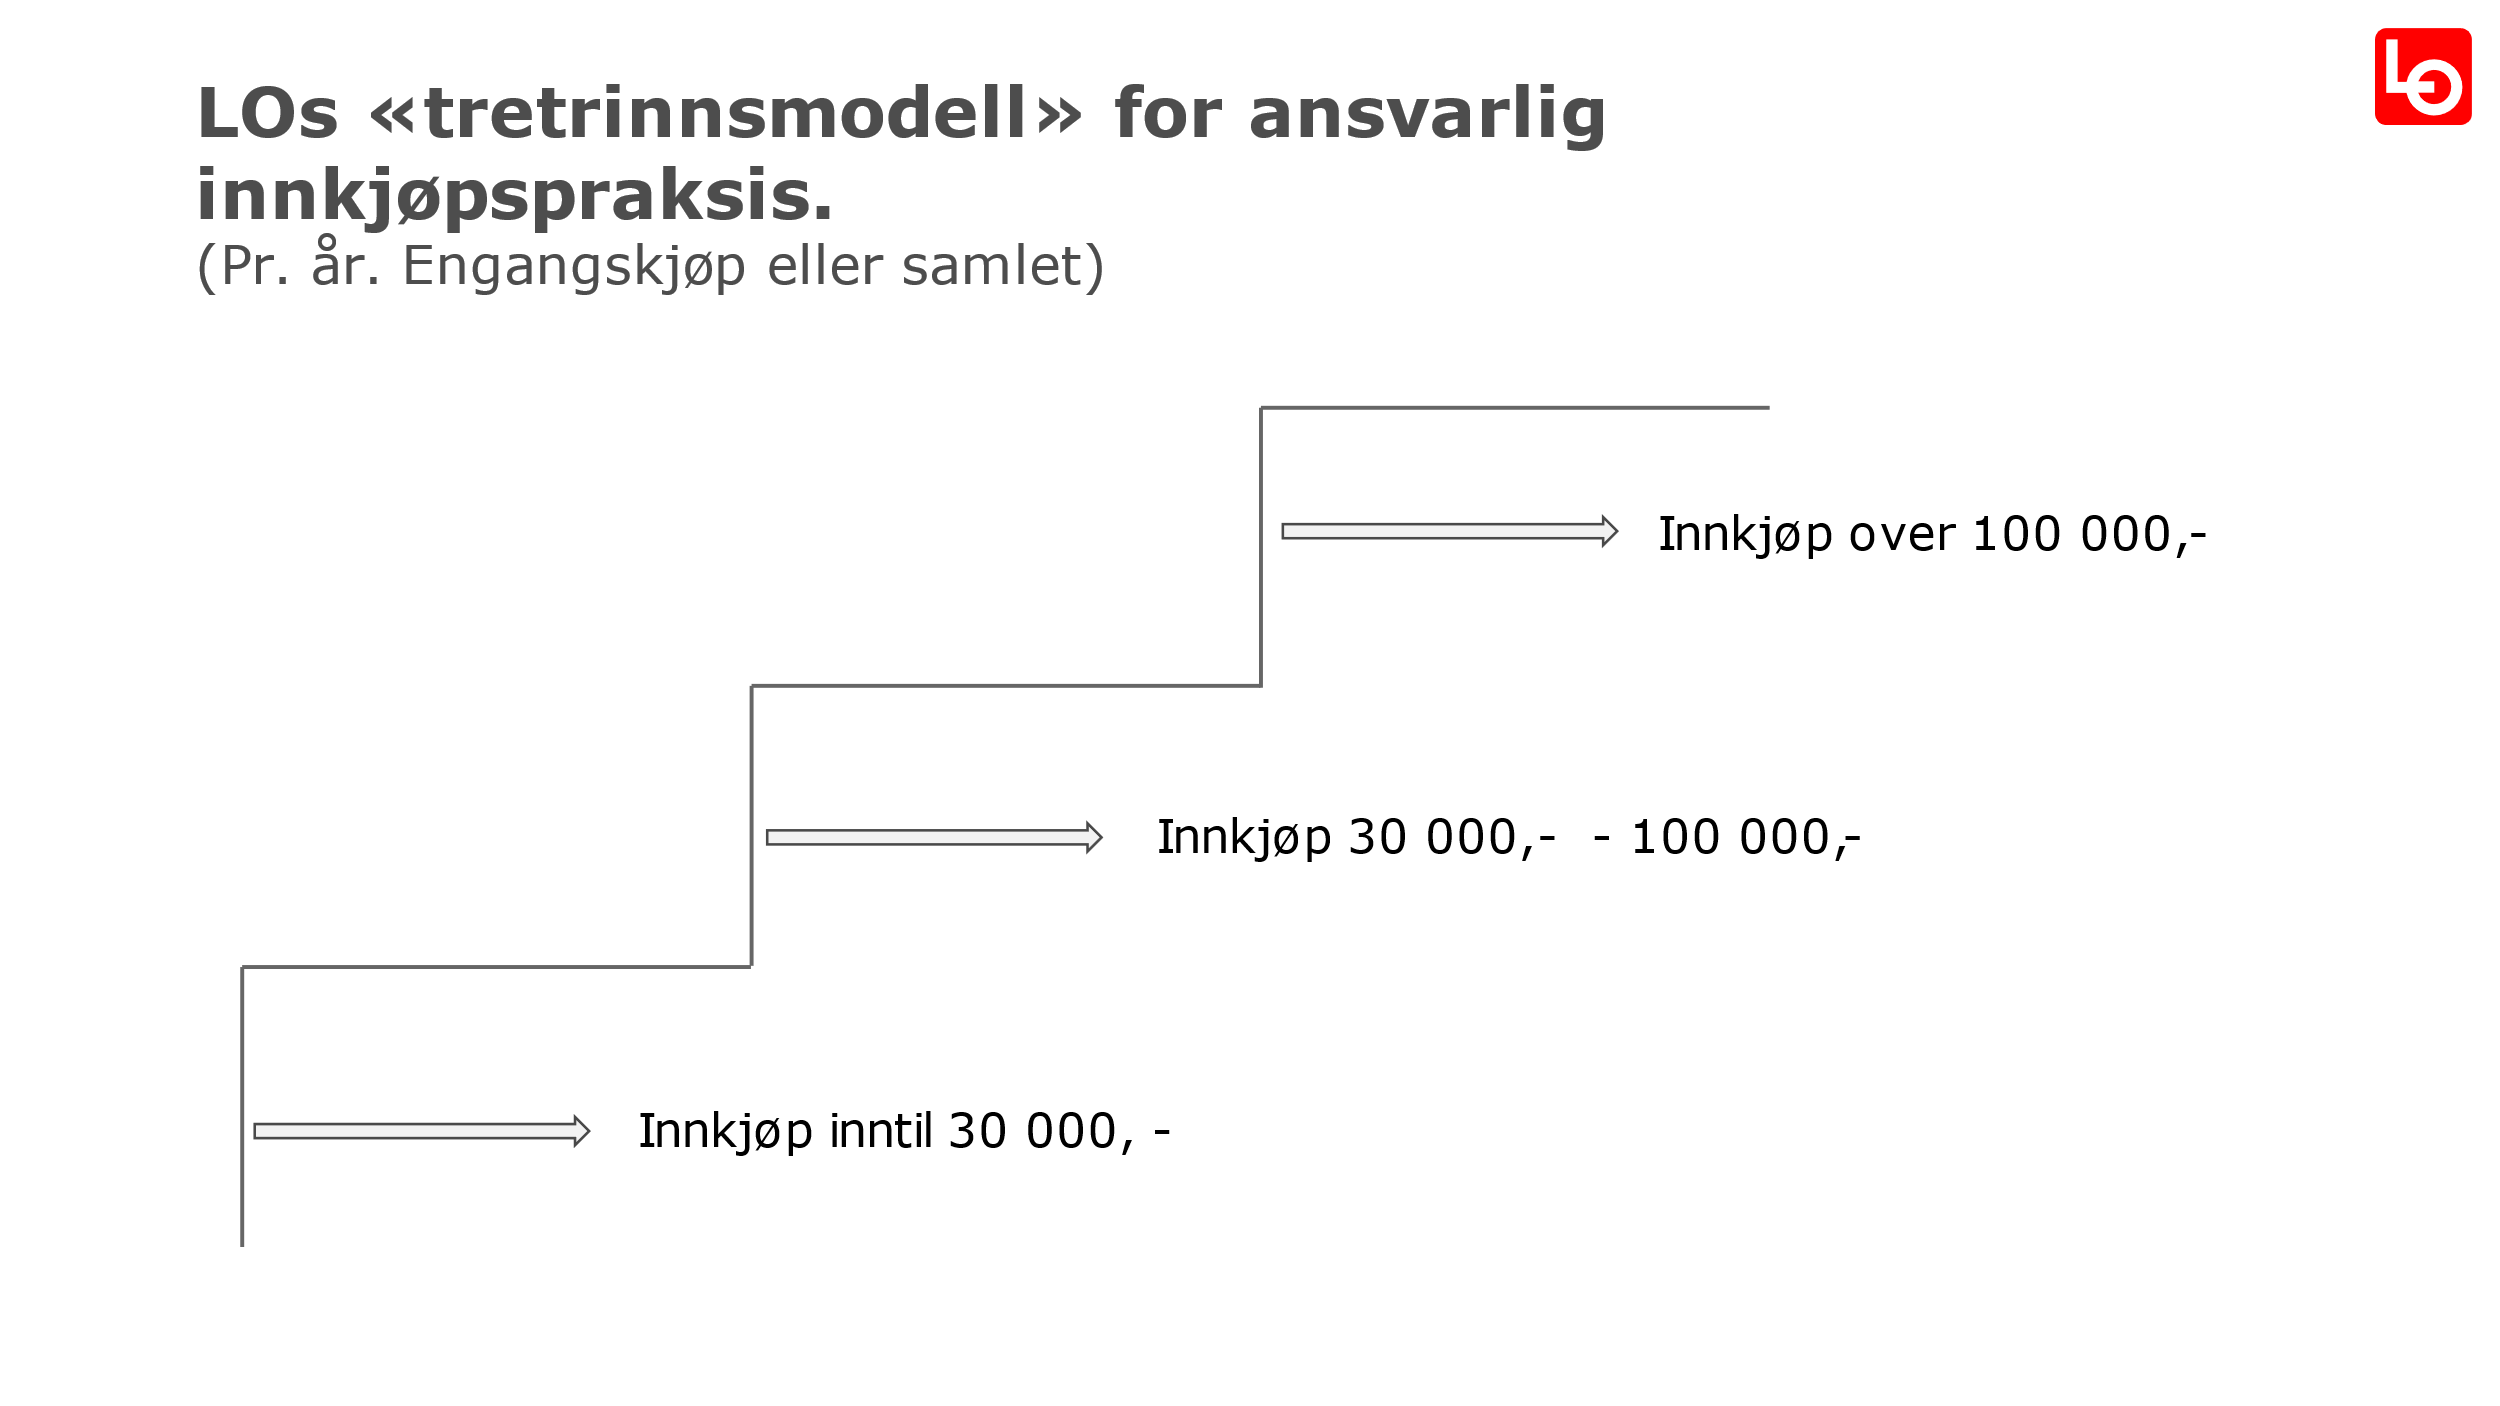 LO
LOs «tretrinnsmodell» for ansvarlig
innkjøpspraksis.
(Pr. år. Engangskjøp eller samlet)
Innkjøp over 100 000,-
Innkjøp 30 000,-  - 100 000,-
Innkjøp inntil 30 000, -